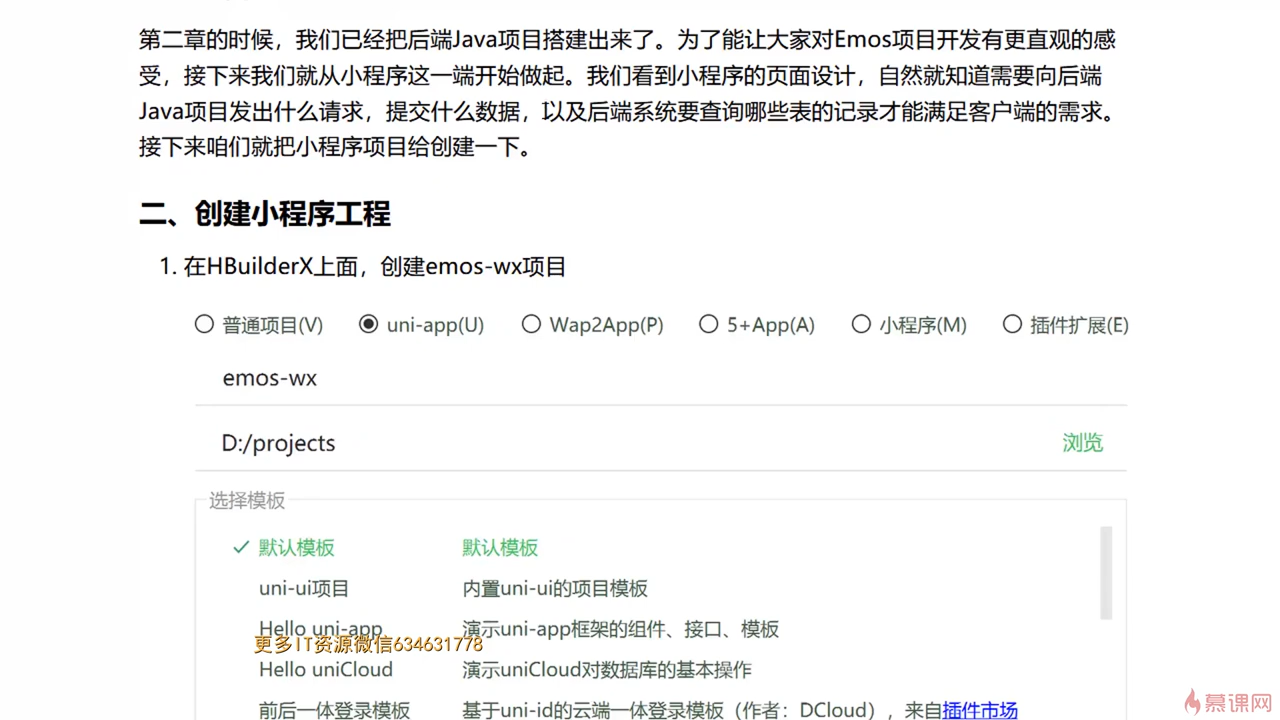 第二章的时候，我们已经把后端Java项目搭建出来了。为了能让大家对Emos项目开发有更直观的感
受，接下来我们就从小程序这一端开始做起。我们看到小程序的页面设计，自然就知道需要向后端
Java项目发出什么请求，提交什么数据，以及后端系统要查询哪些表的记录才能满足客户端的需求。
接下来咱们就把小程序项目给创建一下。
二、创建小程序工程
1. 在HBuilderX上面，创建emos-wx项目
普通项目(V) uni-app(U) Wap2App(P) 5+App(A) 小程序(M) 插件扩展(E)
emos-wx
D:/projects 浏览
选择模板
默认模板 默认模板
uni-ui项目 内置uni-ui的项目模板
Hello uni-app 演示uni-app框架的组件、接口、模板
更多IT资源微信634631778
Hello uniCloud 演示uniCloud对数据库的基本操作
前后一体登录模板 基于uni-id的云端一体登录模板（作者：DCloud），来自插件市场
慕课网